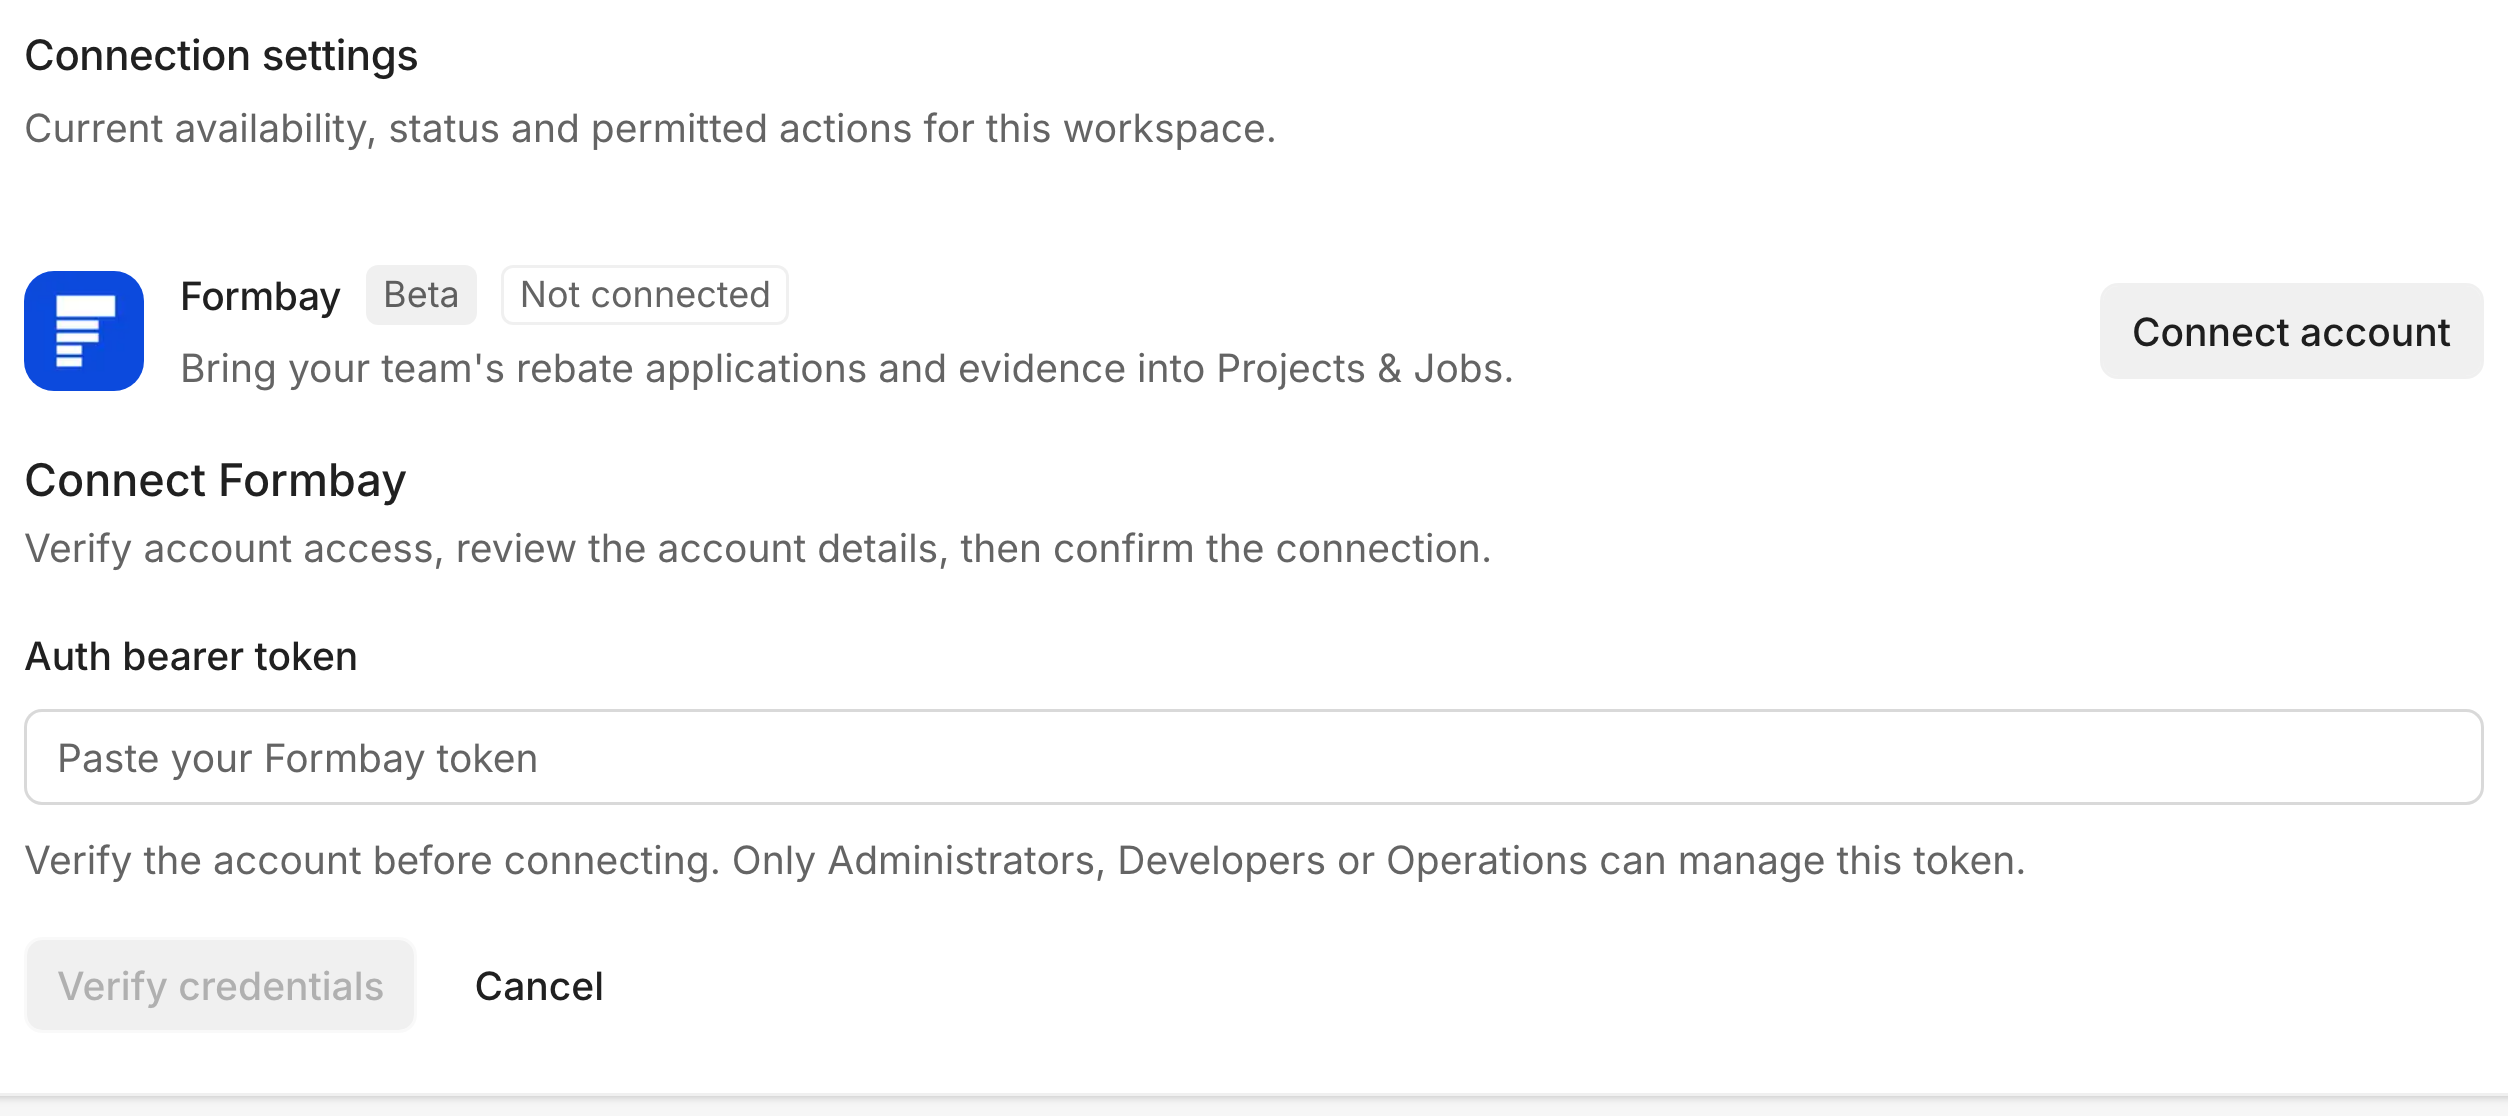 Connection settings
Current availability, status and permitted actions for this workspace.
Formbay Beta Not connected
Bring your team's rebate applications and evidence into Projects & Jobs.
Connect account
Connect Formbay
Verify account access, review the account details, then confirm the connection.
Auth bearer token
Paste your Formbay token
Verify the account before connecting. Only Administrators, Developers or Operations can manage this token.
Verify credentials Cancel